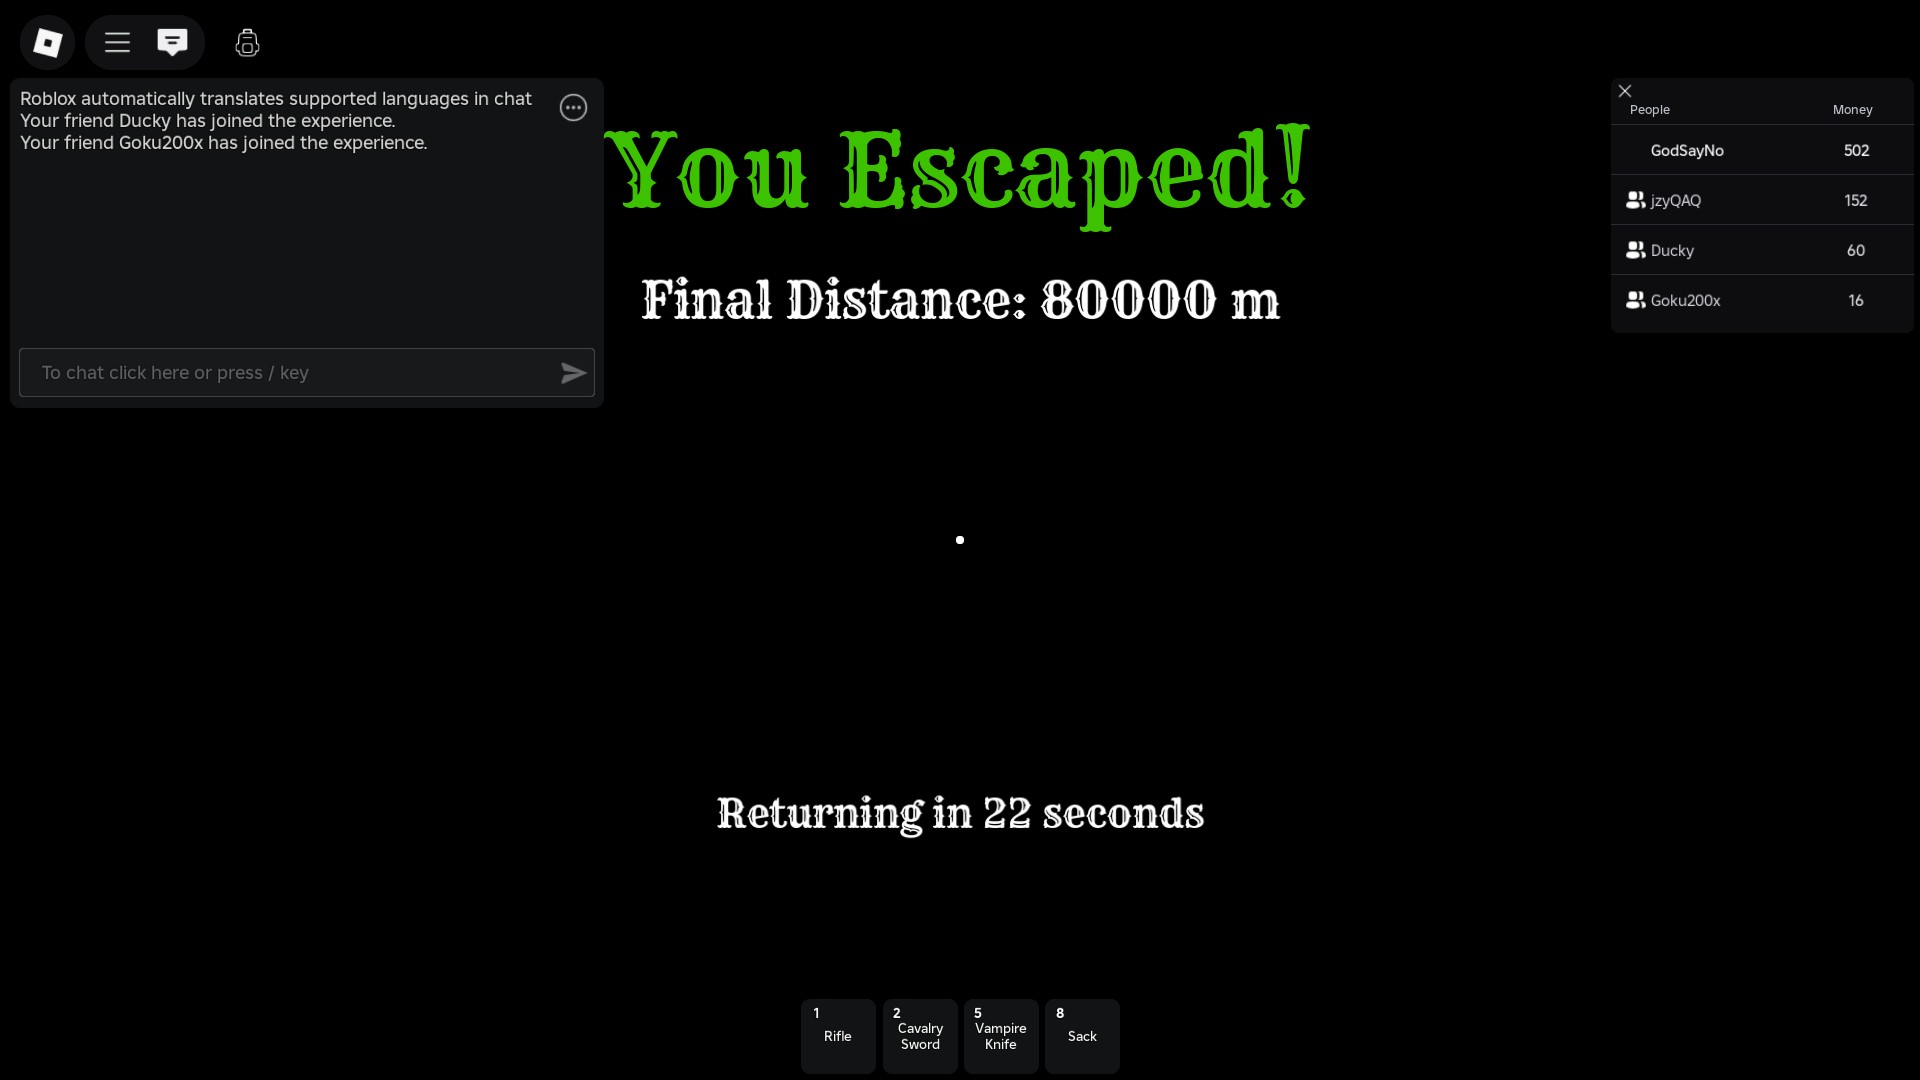 Roblox automatically translates supported languages in chat
Your friend Ducky has joined the experience.
Your friend Goku200x has joined the experience.
To chat click here or press / key
You Escaped!
Final Distance: 80000 m
Returning in 22 seconds
People Money
GodSayNo 502
jzyQAQ 152
Ducky 60
Goku200x 16
1
Rifle
2
Cavalry
Sword
5
Vampire
Knife
8
Sack